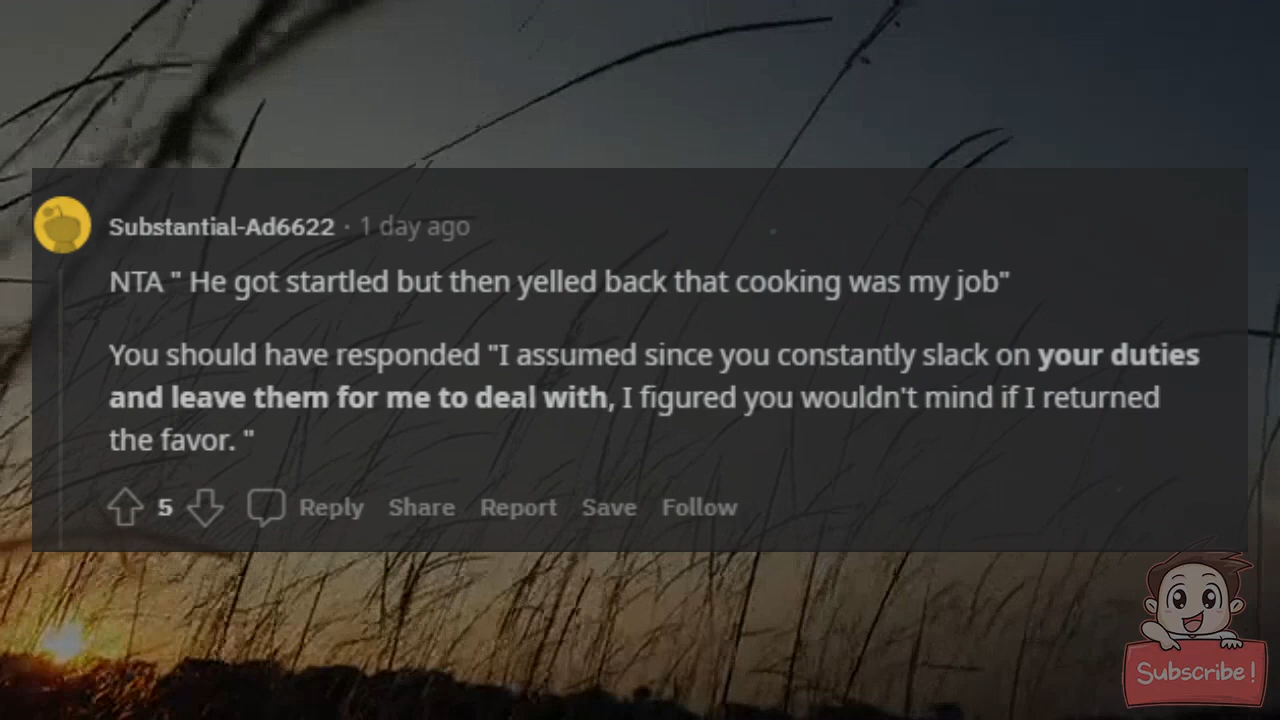 Substantial-Ad6622 · 1 day ago
NTA " He got startled but then yelled back that cooking was my job"
You should have responded "I assumed since you constantly slack on your duties
and leave them for me to deal with, I figured you wouldn't mind if I returned
the favor. "
5 Reply Share Report Save Follow
Subscribe!